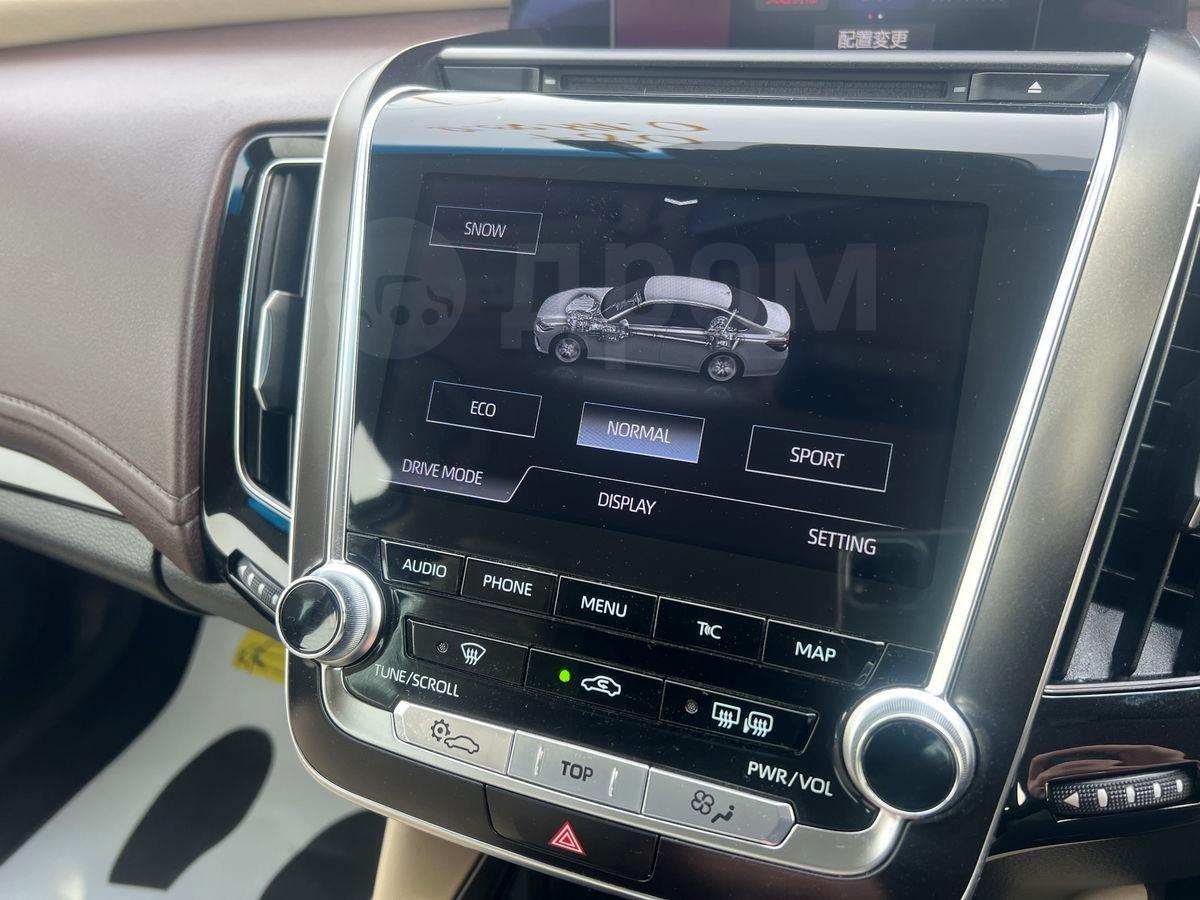 配置変更
SNOW
дром
ECO
NORMAL
SPORT
DRIVE MODE
DISPLAY
SETTING
AUDIO
PHONE
MENU
T:C
MAP
TUNE/SCROLL
TOP
PWR/VOL